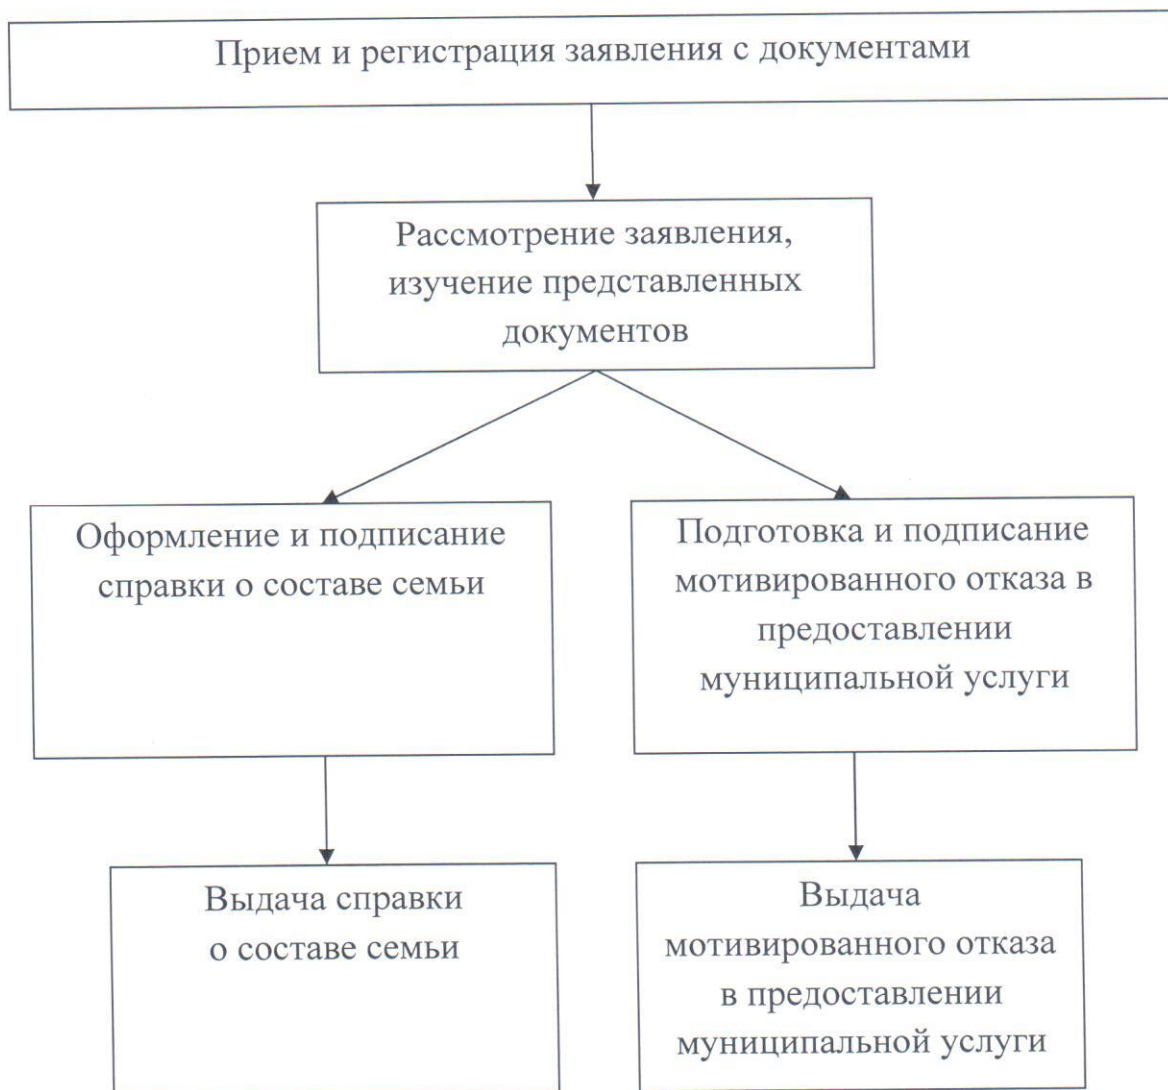 Прием и регистрация заявления с документами
Рассмотрение заявления,
изучение представленных
документов
Оформление и подписание
справки о составе семьи
Подготовка и подписание
мотивированного отказа в
предоставлении
муниципальной услуги
Выдача справки
о составе семьи
Выдача
мотивированного отказа
в предоставлении
муниципальной услуги